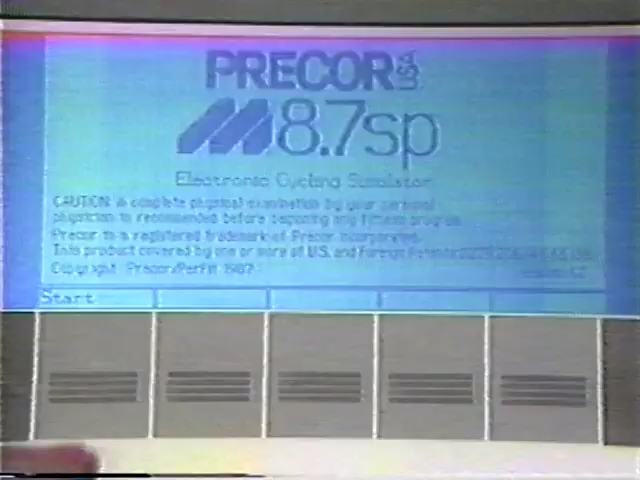 PRECOR USA
M8.7sp
Electronic Cycling Simulator
CAUTION: A complete physical examination by your personal
physician is recommended before beginning any fitness program.
Precor is a registered trademark of Precor Incorporated.
This product covered by one or more of U.S. and Foreign Patents
Copyright Precor/PerFit 1987
Start